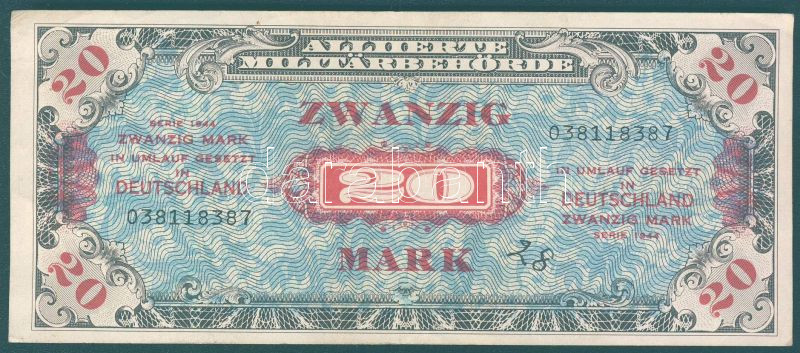 ALLIIERTE
MILITÄRBEHÖRDE
20
20
ZWANZIG
SERIE 1944
ZWANZIG MARK
IN UMLAUF GESETZT
IN
DEUTSCHLAND
038118387
20
038118387
IN UMLAUF GESETZT
IN
DEUTSCHLAND
ZWANZIG MARK
SERIE 1944
MARK
28
20
20